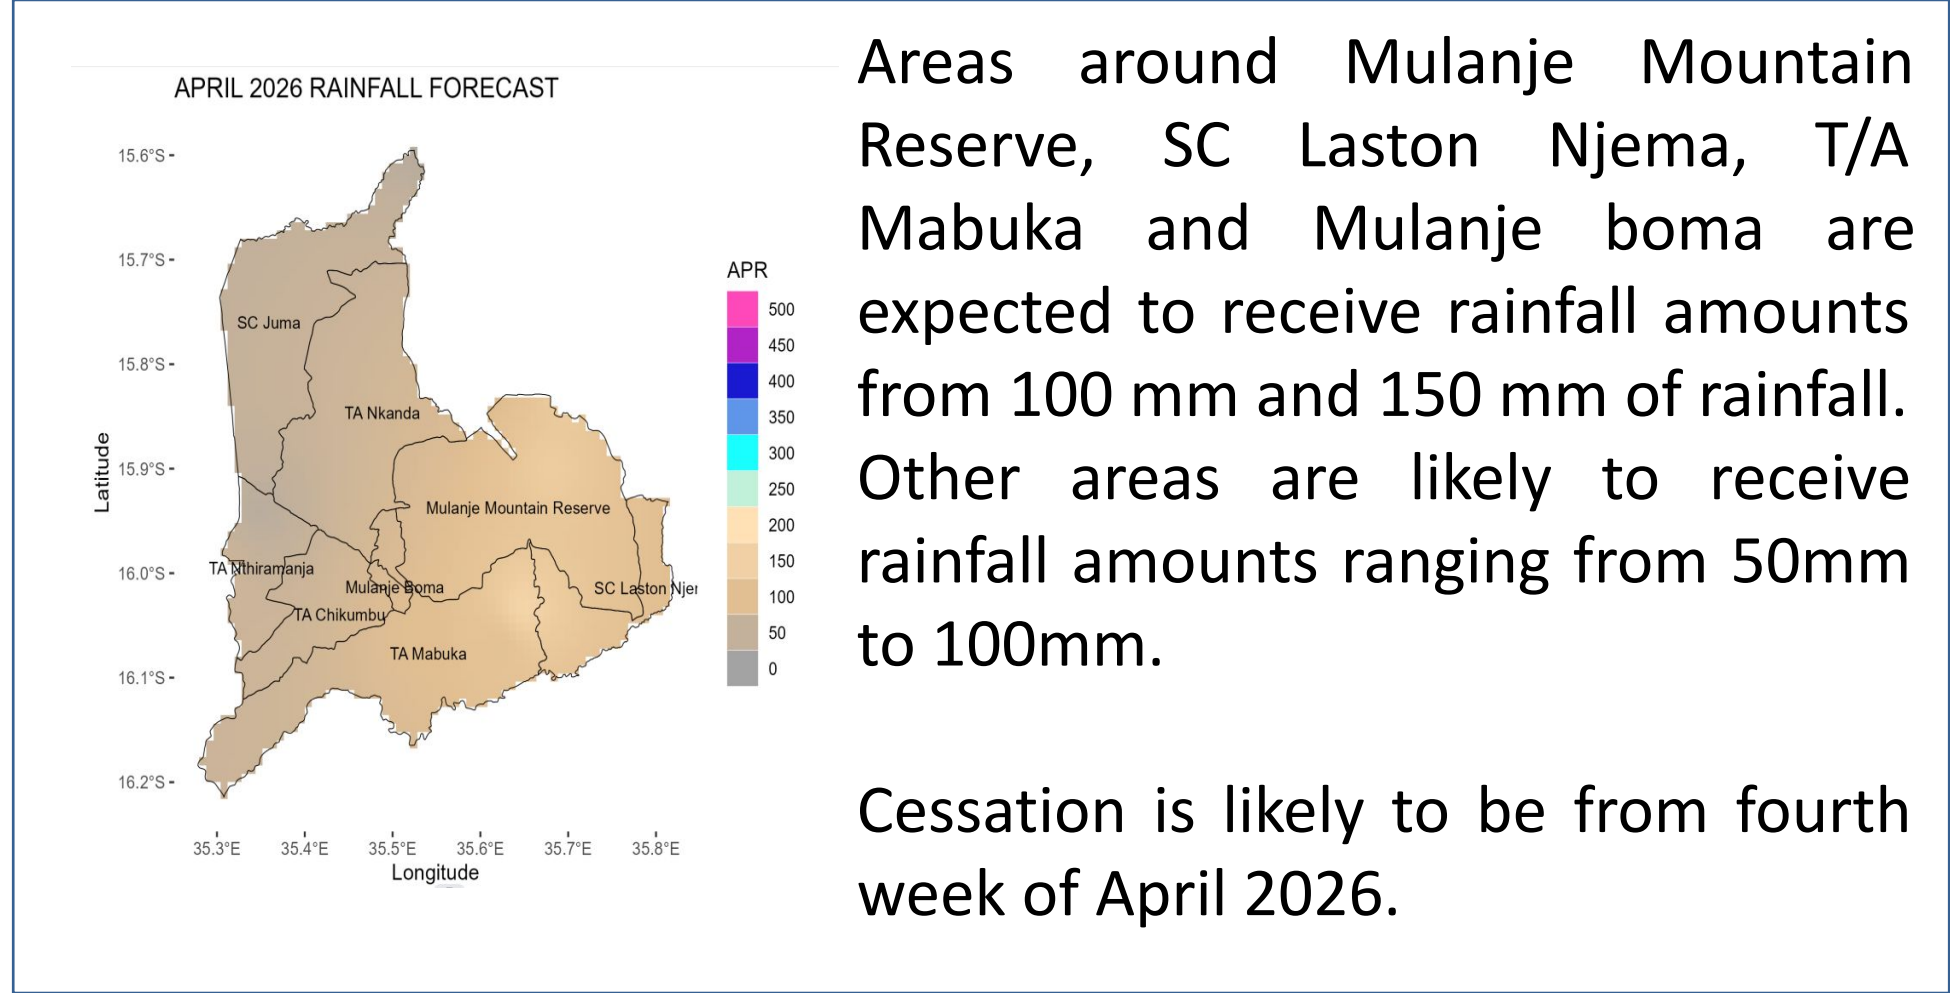 APRIL 2026 RAINFALL FORECAST
15.6°S
15.7°S
15.8°S
15.9°S
16.0°S
16.1°S
16.2°S
Latitude
35.3°E 35.4°E 35.5°E 35.6°E 35.7°E 35.8°E
Longitude
SC Juma
TA Nkanda
Mulanje Mountain Reserve
TA Nthiramanja
Mulanje Boma
SC Laston Njer
TA Chikumbu
TA Mabuka
APR
500
450
400
350
300
250
200
150
100
50
0
Areas around Mulanje Mountain
Reserve, SC Laston Njema, T/A
Mabuka and Mulanje boma are
expected to receive rainfall amounts
from 100 mm and 150 mm of rainfall.
Other areas are likely to receive
rainfall amounts ranging from 50mm
to 100mm.
Cessation is likely to be from fourth
week of April 2026.